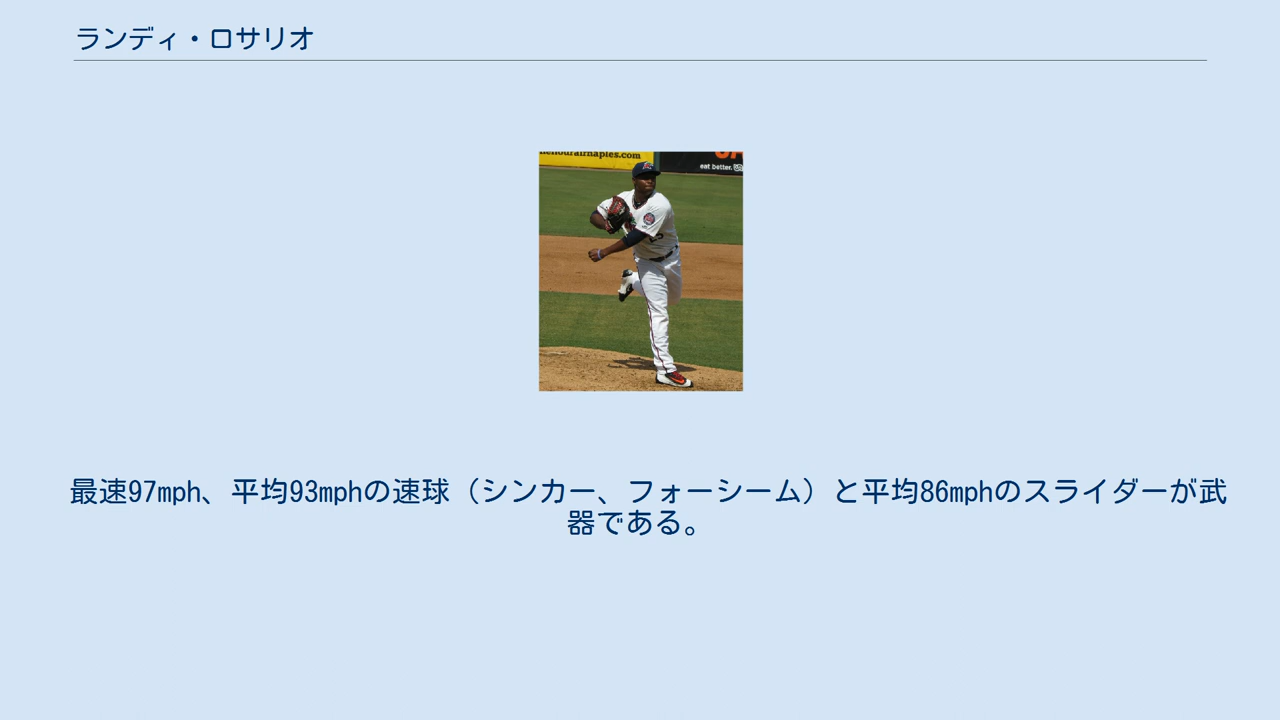 ランディ・ロサリオ
eat better.
最速97mph、平均93mphの速球（シンカー、フォーシーム）と平均86mphのスライダーが武
器である。